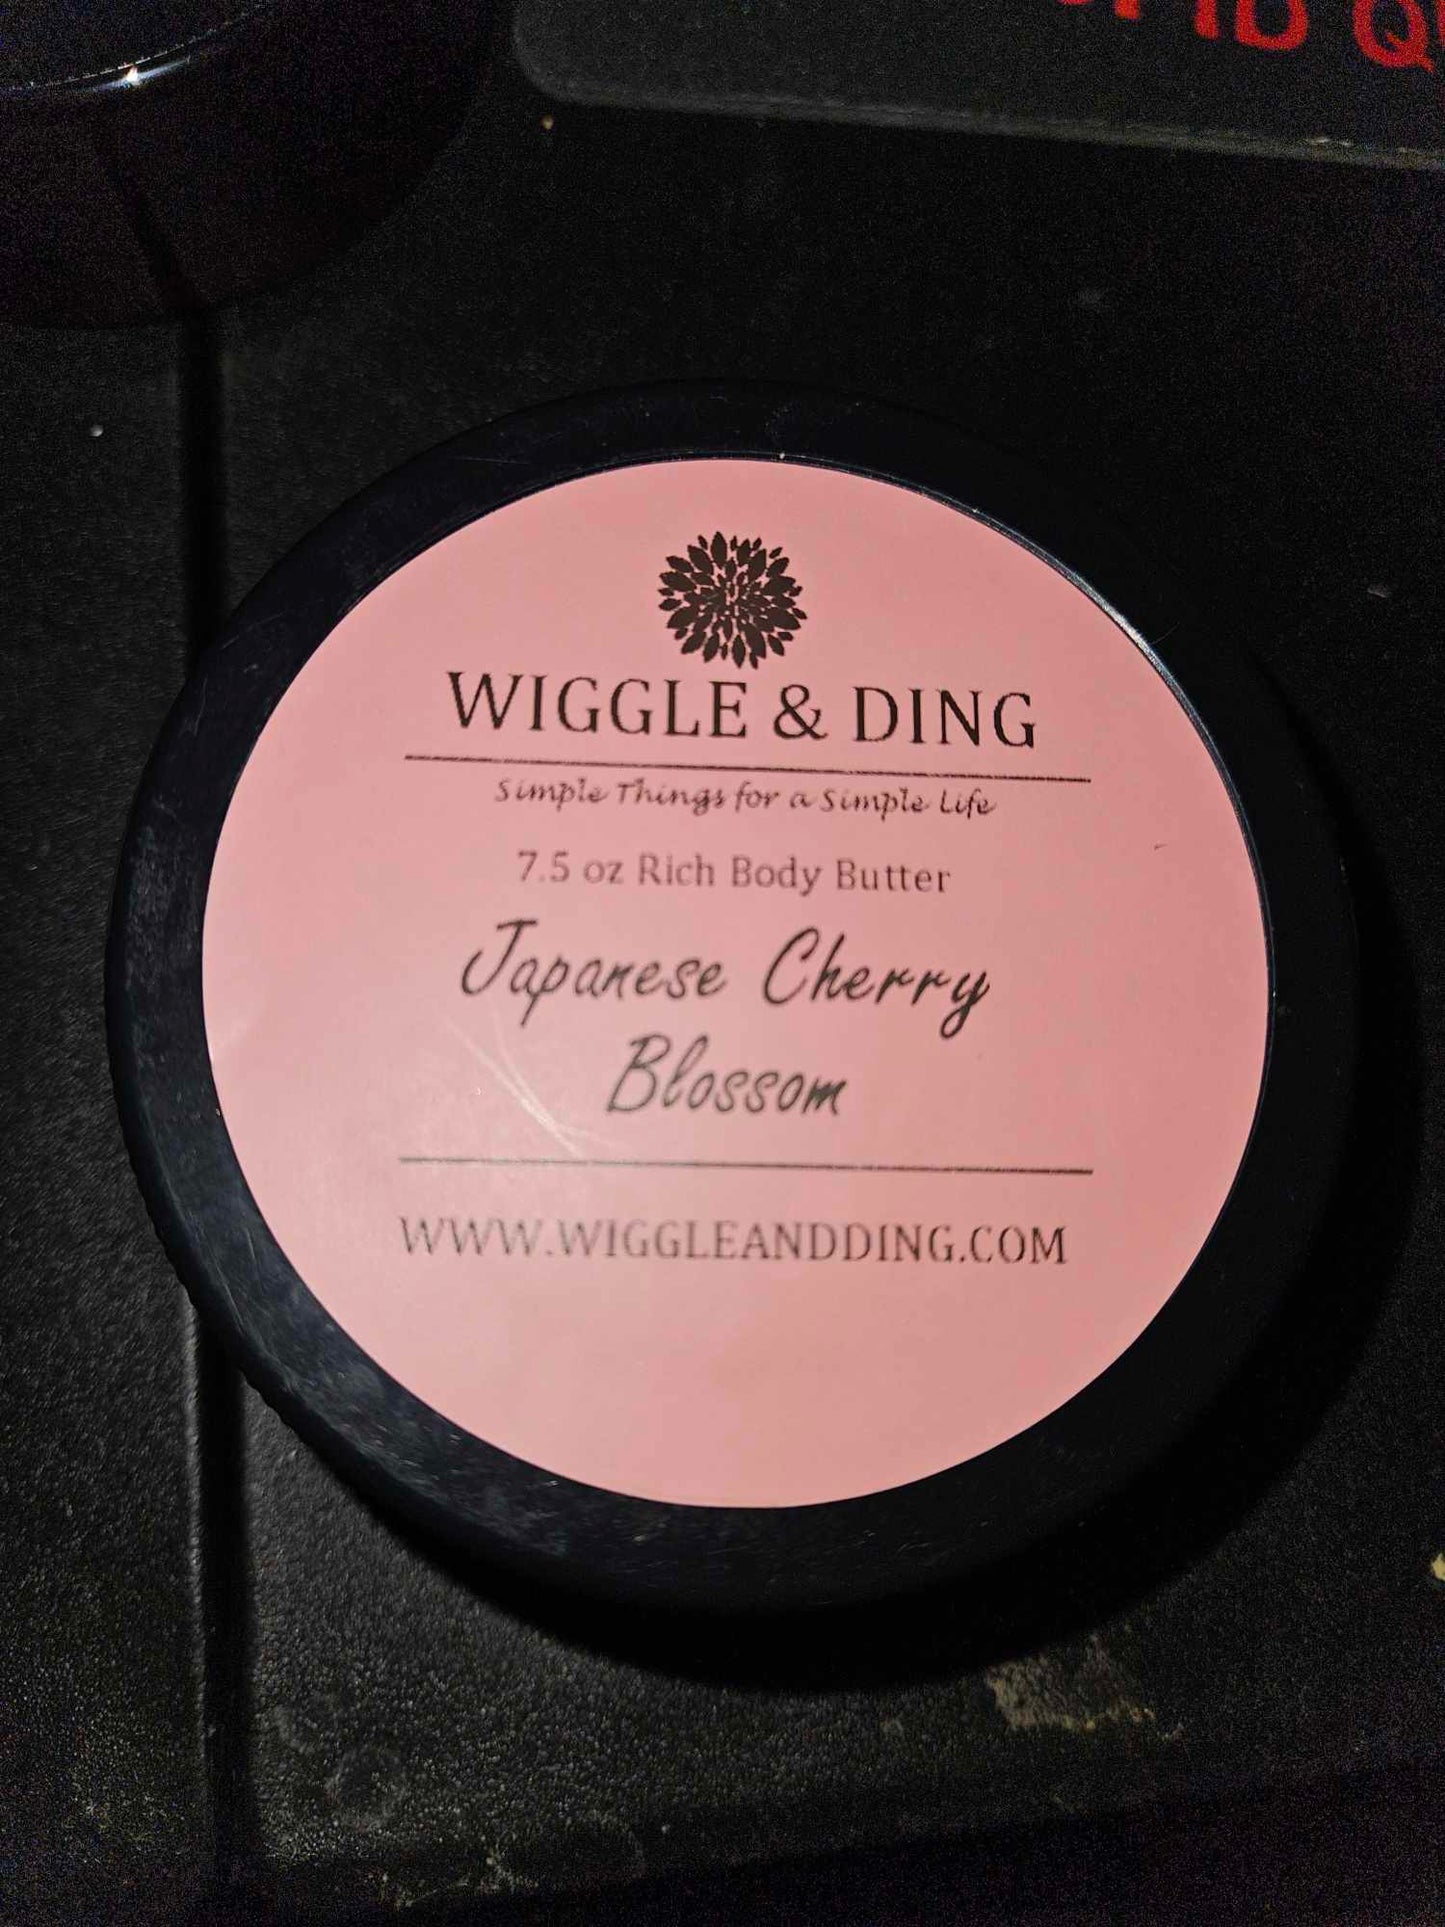 WIGGLE & DING
Simple Things for a Simple Life
7.5 oz Rich Body Butter
Japanese Cherry
Blossom
WWW.WIGGLEANDDING.COM